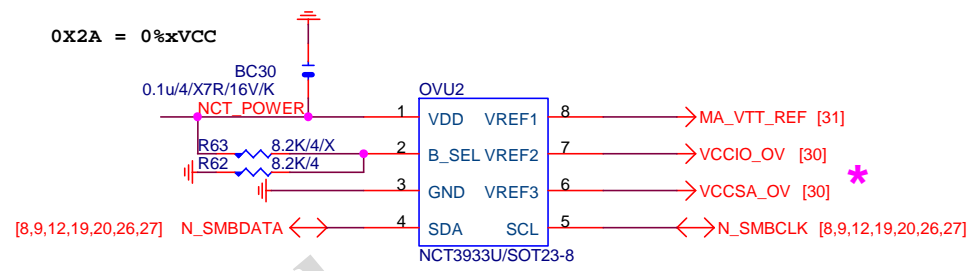 0X2A = 0%xVCC
BC30
0.1u/4/X7R/16V/K
OVU2
NCT_POWER 1 VDD VREF1 8 MA_VTT_REF [31]
R63 8.2K/4/X 2 B_SEL VREF2 7 VCCIO_OV [30]
R62 8.2K/4
3 GND VREF3 6 VCCSA_OV [30] *
[8,9,12,19,20,26,27] N_SMBDATA 4 SDA SCL 5 N_SMBCLK [8,9,12,19,20,26,27]
NCT3933U/SOT23-8